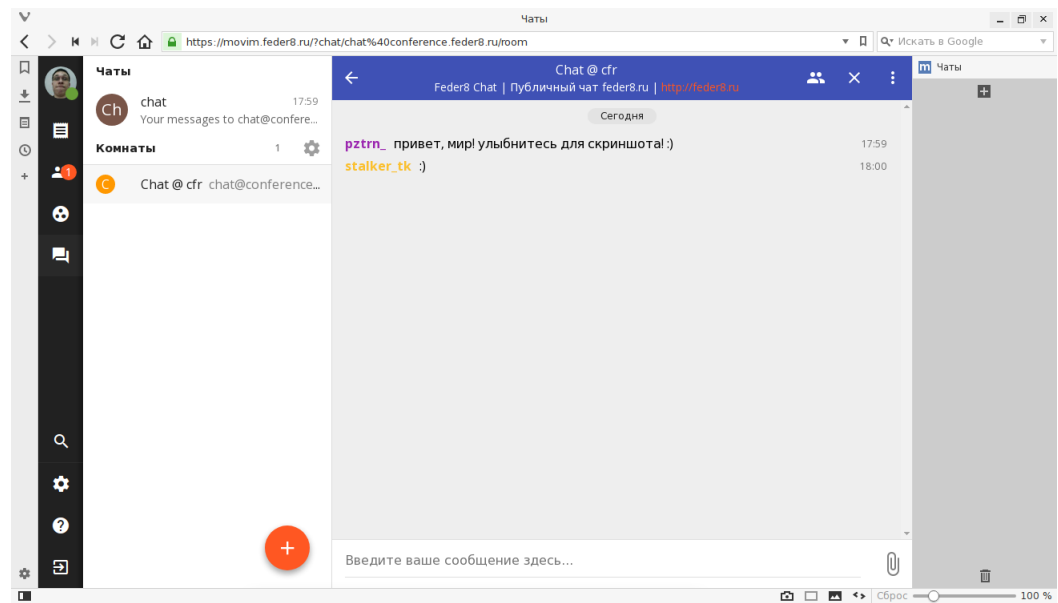 Чаты
https://movim.feder8.ru/?chat/chat%40conference.feder8.ru/room
Искать в Google
Чаты
Ch
chat
17:59
Your messages to chat@confere...
Комнаты
1
1
C
Chat @ cfr chat@conference...
Chat @ cfr
Feder8 Chat | Публичный чат feder8.ru | http://feder8.ru
Сегодня
pztrn_ привет, мир! улыбнитесь для скриншота! :)
17:59
stalker_tk :)
18:00
Введите ваше сообщение здесь...
m Чаты
Сброс
100 %